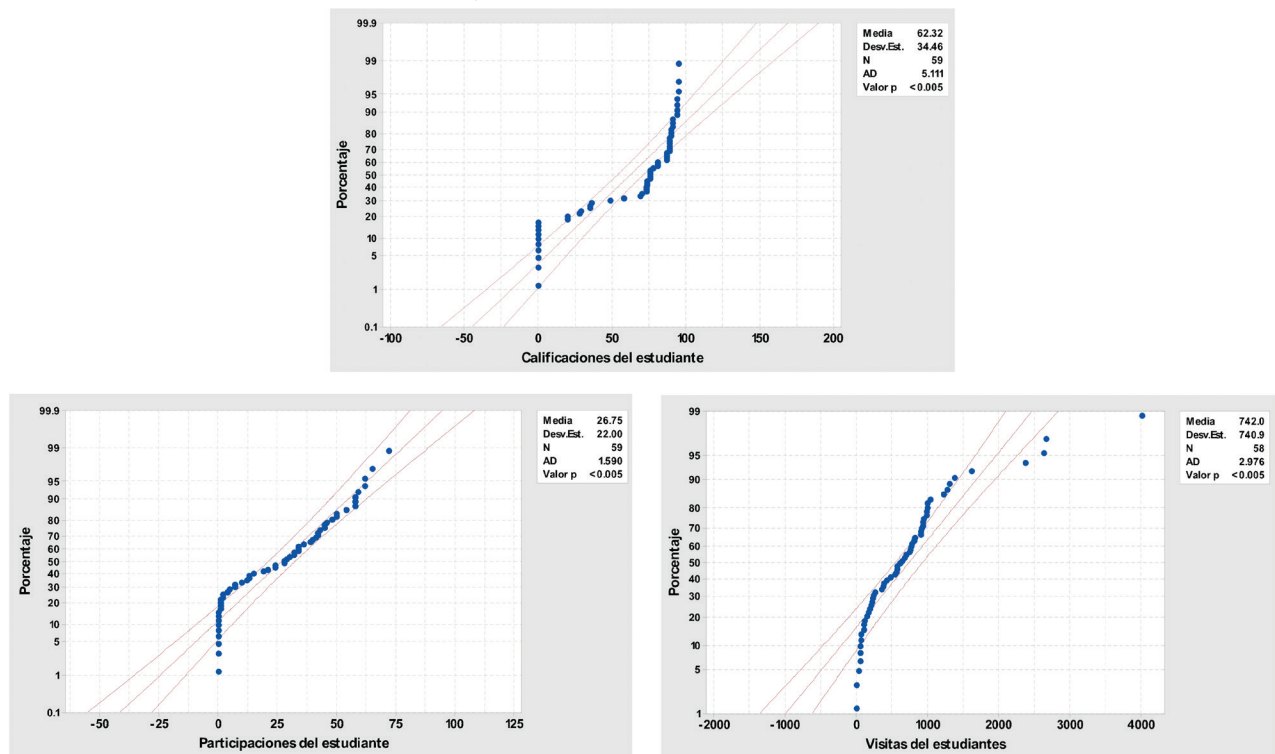 99.9
99
95
90
80
70
60
50
40
30
20
10
5
1
0.1
Porcentaje
-100 -50 0 50 100 150 200
Calificaciones del estudiante
Media 62.32
Desv.Est. 34.46
N 59
AD 5.111
Valor p <0.005
99.9
99
95
90
80
70
60
50
40
30
20
10
5
1
0.1
Porcentaje
-50 -25 0 25 50 75 100 125
Participaciones del estudiante
Media 26.75
Desv.Est. 22.00
N 59
AD 1.590
Valor p <0.005
99
95
90
80
70
60
50
40
30
20
10
5
1
Porcentaje
-2000 -1000 0 1000 2000 3000 4000
Visitas del estudiantes
Media 742.0
Desv.Est. 740.9
N 58
AD 2.976
Valor p <0.005